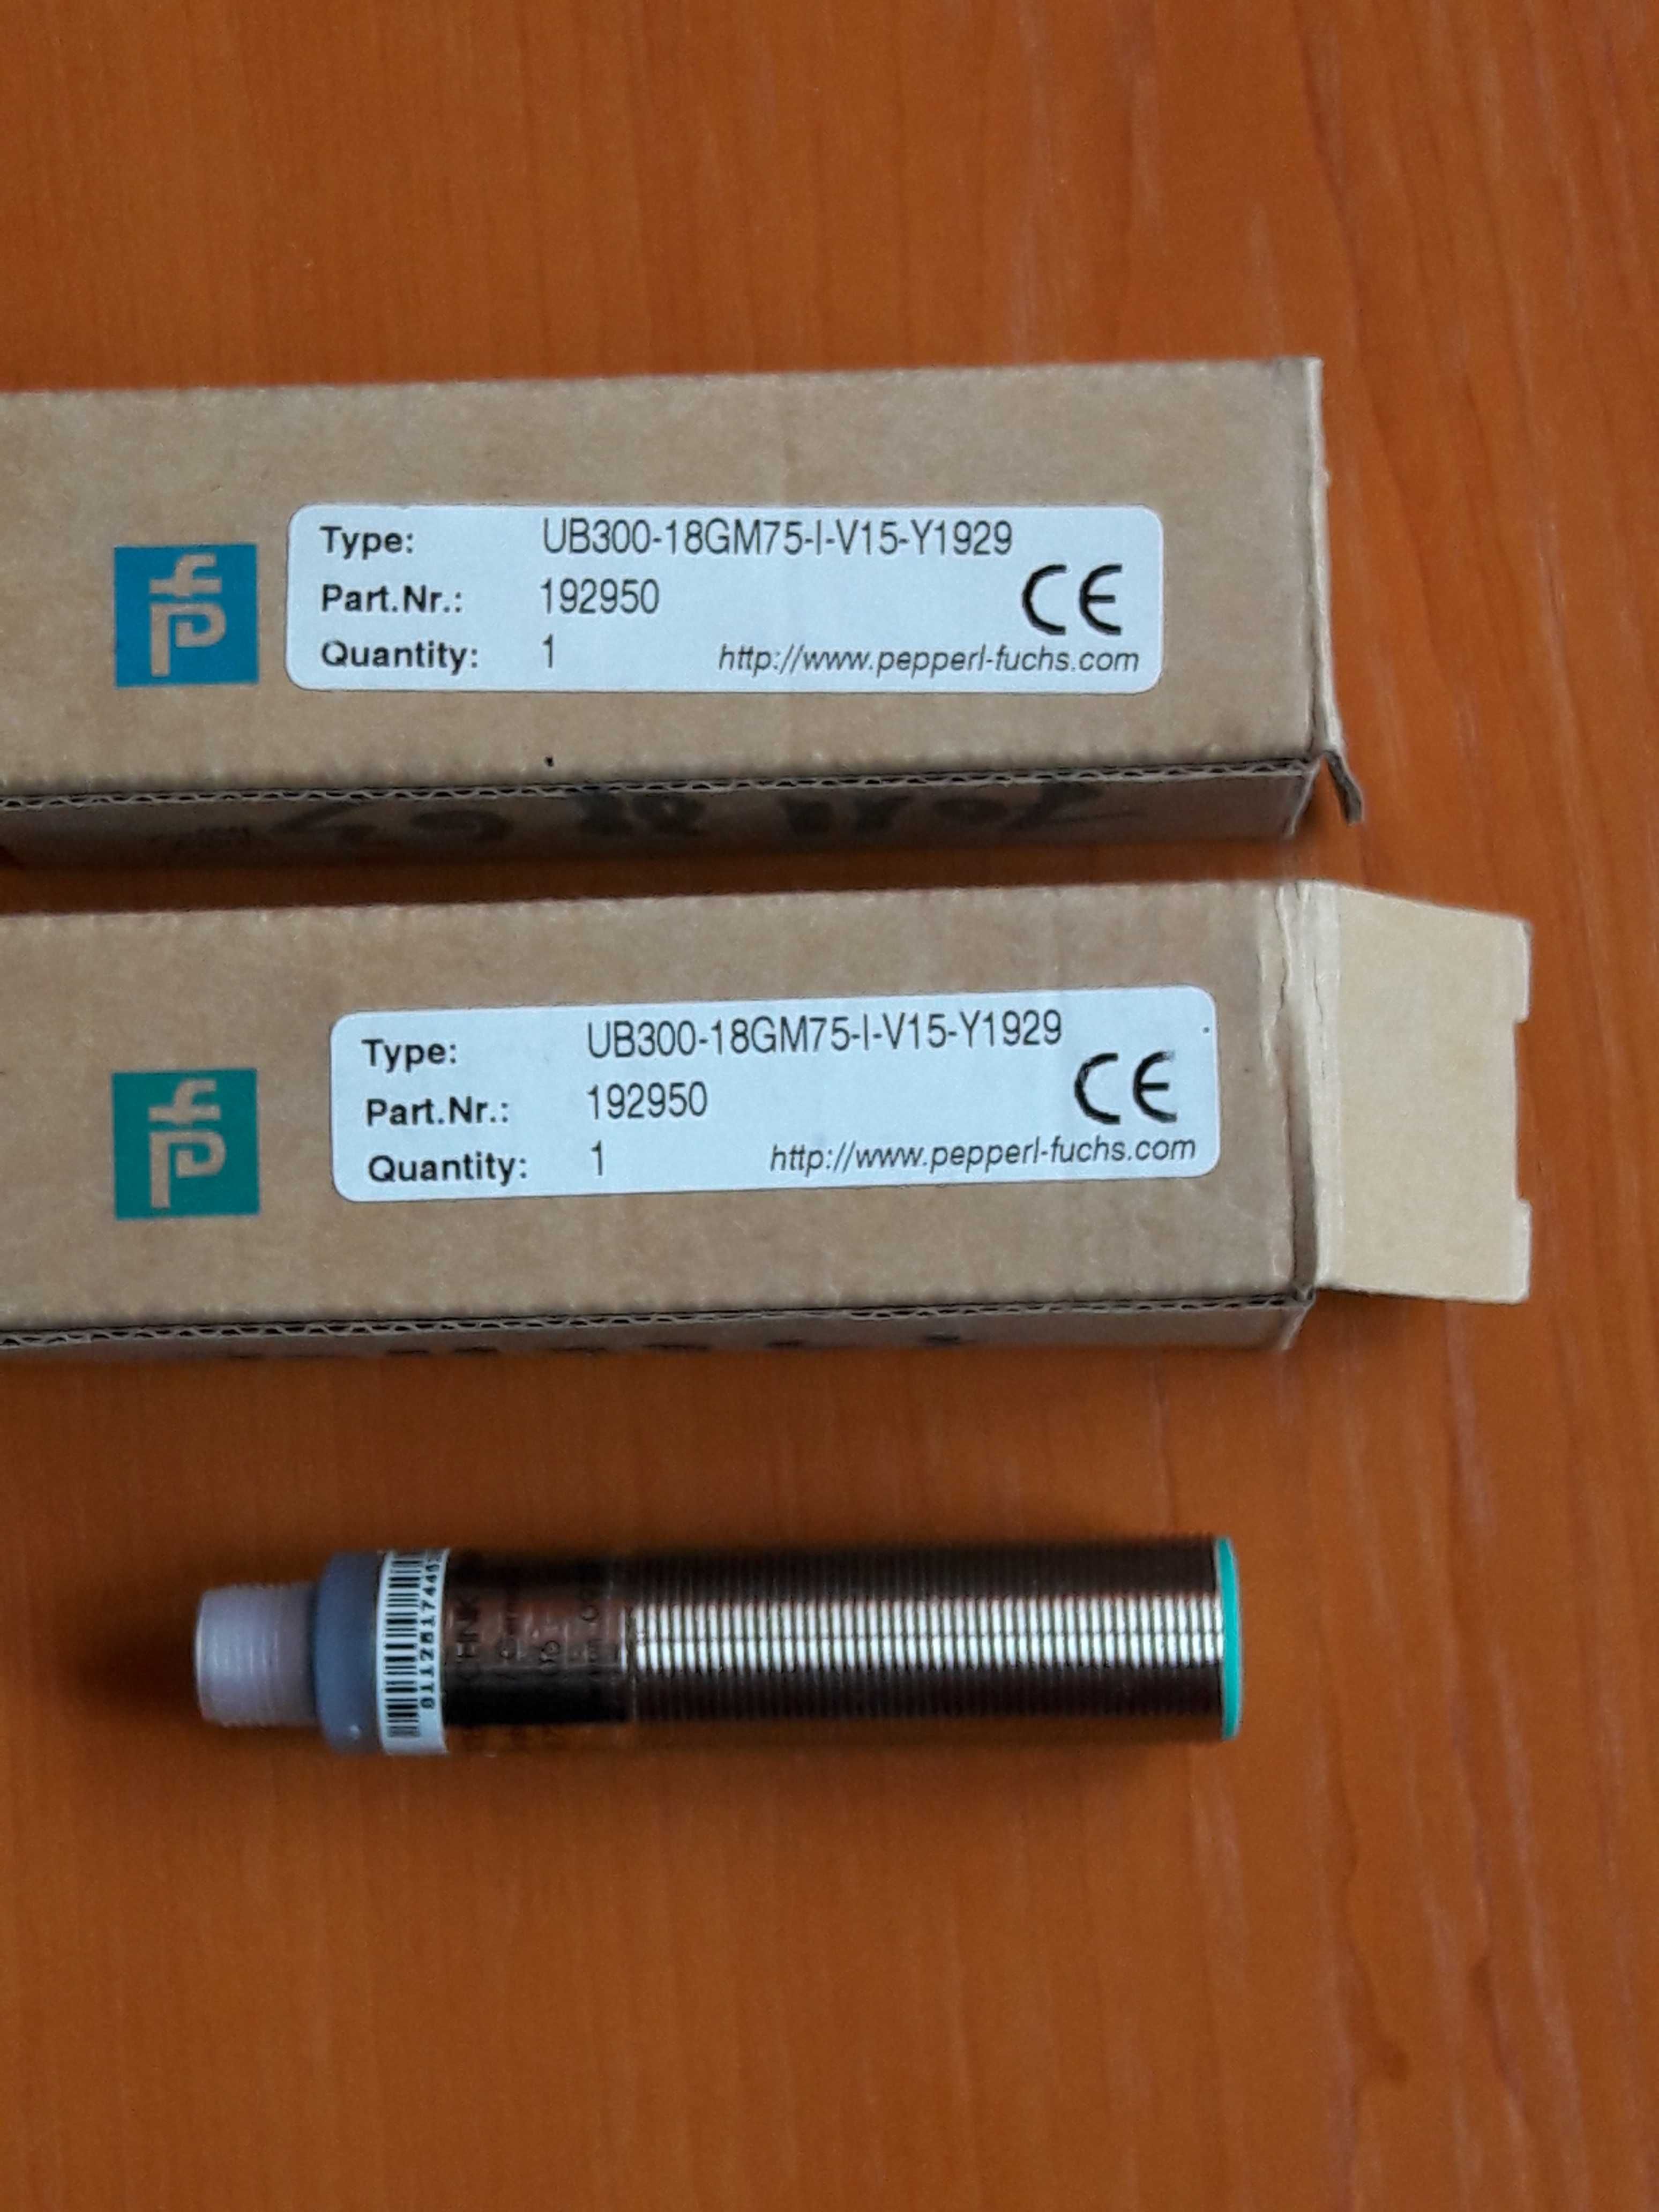 Type: UB300-18GM75-I-V15-Y1929
Part.Nr.: 192950
CE
Quantity: 1 http://www.pepperl-fuchs.com
Type: UB300-18GM75-I-V15-Y1929
Part.Nr.: 192950
CE
Quantity: 1 http://www.pepperl-fuchs.com